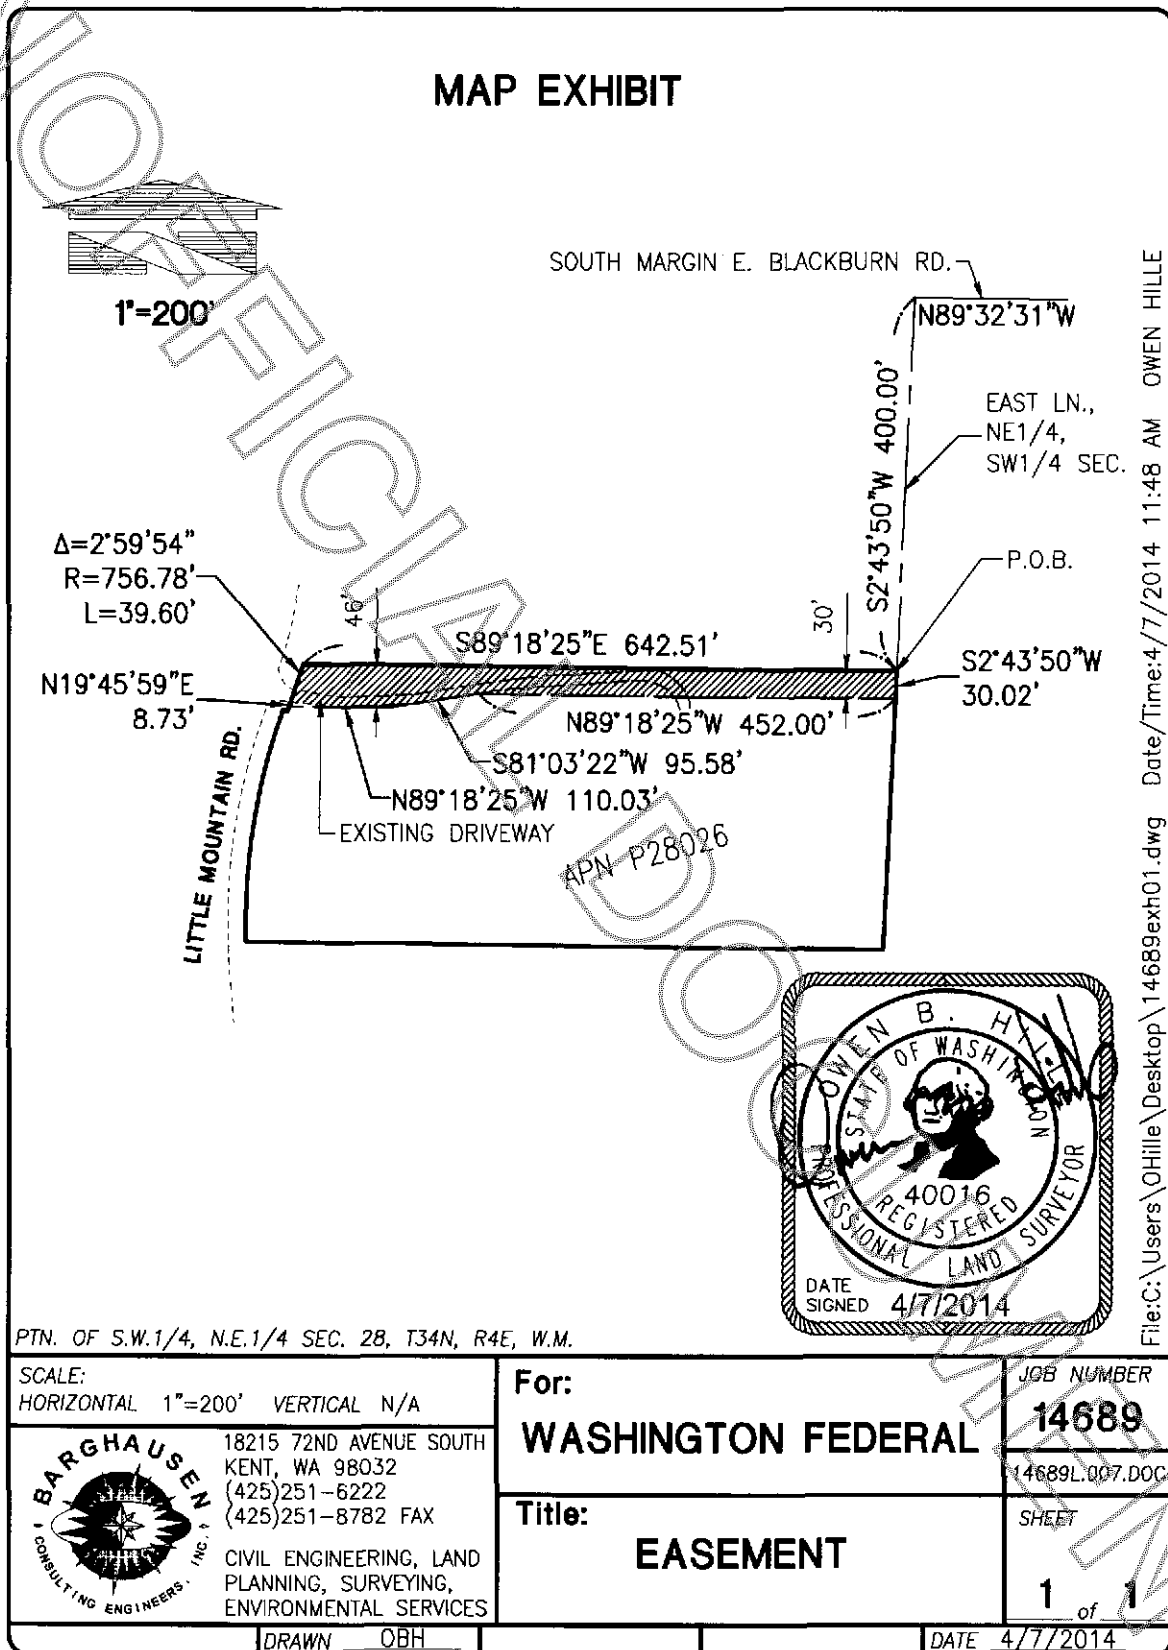 MAP EXHIBIT
1"=200'
SOUTH MARGIN E. BLACKBURN RD.
N89°32'31"W
S2°43'50"W 400.00'
EAST LN.,
NE1/4,
SW1/4 SEC.
Δ=2°59'54"
R=756.78'
L=39.60'
P.O.B.
46'
30'
S89°18'25"E 642.51'
N19°45'59"E
8.73'
S2°43'50"W
30.02'
N89°18'25"W 452.00'
S81°03'22"W 95.58'
N89°18'25"W 110.03'
EXISTING DRIVEWAY
LITTLE MOUNTAIN RD.
APN P28026
UNOFFICIAL DOCUMENT
OWEN B. HILLE
STATE OF WASHINGTON
40016
REGISTERED
PROFESSIONAL LAND SURVEYOR
DATE
SIGNED 4/7/2014
File:C:\Users\OHille\Desktop\14689exh01.dwg Date/Time:4/7/2014 11:48 AM OWEN HILLE
PTN. OF S.W.1/4, N.E.1/4 SEC. 28, T34N, R4E, W.M.
SCALE:
HORIZONTAL 1"=200' VERTICAL N/A
BARGHAUSEN
CONSULTING ENGINEERS, INC.
18215 72ND AVENUE SOUTH
KENT, WA 98032
(425)251-6222
(425)251-8782 FAX
CIVIL ENGINEERING, LAND
PLANNING, SURVEYING,
ENVIRONMENTAL SERVICES
For:
WASHINGTON FEDERAL
Title:
EASEMENT
JOB NUMBER
14689
14689L.007.DOC
SHEET
1 of 1
DRAWN OBH
DATE 4/7/2014